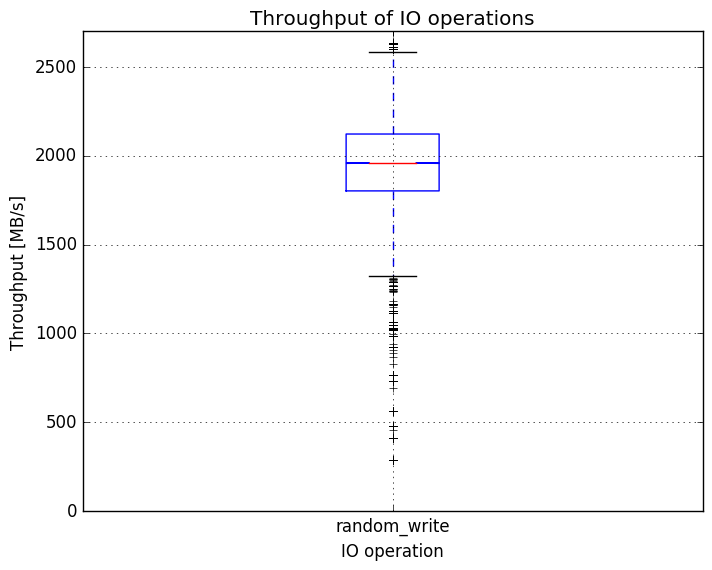 Throughput of IO operations
Throughput [MB/s]
2500
2000
1500
1000
500
0
random_write
IO operation